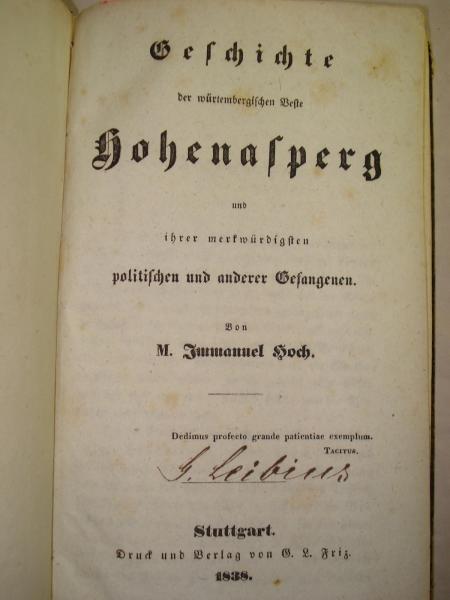 Geschichte
der würtembergischen Veste
Hohenasperg
und
ihrer merkwürdigsten
politischen und anderer Gefangenen.
Von
M. Immanuel Hoch.
Dedimus profecto grande patientiae exemplum.
TACITUS.
G. Leibius
Stuttgart.
Druck und Verlag von G. L. Friz.
1838.